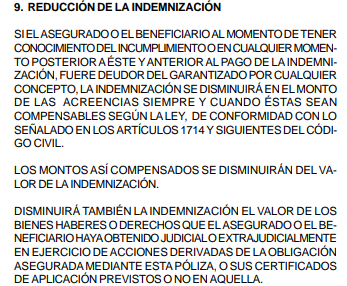 9. REDUCCIÓN DE LA INDEMNIZACIÓN
SI EL ASEGURADO O EL BENEFICIARIO AL MOMENTO DE TENER
CONOCIMIENTO DEL INCUMPLIMIENTO O EN CUALQUIER MOMEN-
TO POSTERIOR A ÉSTE Y ANTERIOR AL PAGO DE LA INDEMNI-
ZACIÓN, FUERE DEUDOR DEL GARANTIZADO POR CUALQUIER
CONCEPTO, LA INDEMNIZACIÓN SE DISMINUIRÁ EN EL MONTO
DE LAS ACREENCIAS SIEMPRE Y CUANDO ÉSTAS SEAN
COMPENSABLES SEGÚN LA LEY, DE CONFORMIDAD CON LO
SEÑALADO EN LOS ARTÍCULOS 1714 Y SIGUIENTES DEL CÓDI-
GO CIVIL.
LOS MONTOS ASÍ COMPENSADOS SE DISMINUIRÁN DEL VA-
LOR DE LA INDEMNIZACIÓN.
DISMINUIRÁ TAMBIÉN LA INDEMNIZACIÓN EL VALOR DE LOS
BIENES HABERES O DERECHOS QUE EL ASEGURADO O EL BE-
NEFICIARIO HAYA OBTENIDO JUDICIAL O EXTRAJUDICIALMENTE
EN EJERCICIO DE ACCIONES DERIVADAS DE LA OBLIGACIÓN
ASEGURADA MEDIANTE ESTA PÓLIZA, O SUS CERTIFICADOS
DE APLICACIÓN PREVISTOS O NO EN AQUELLA.